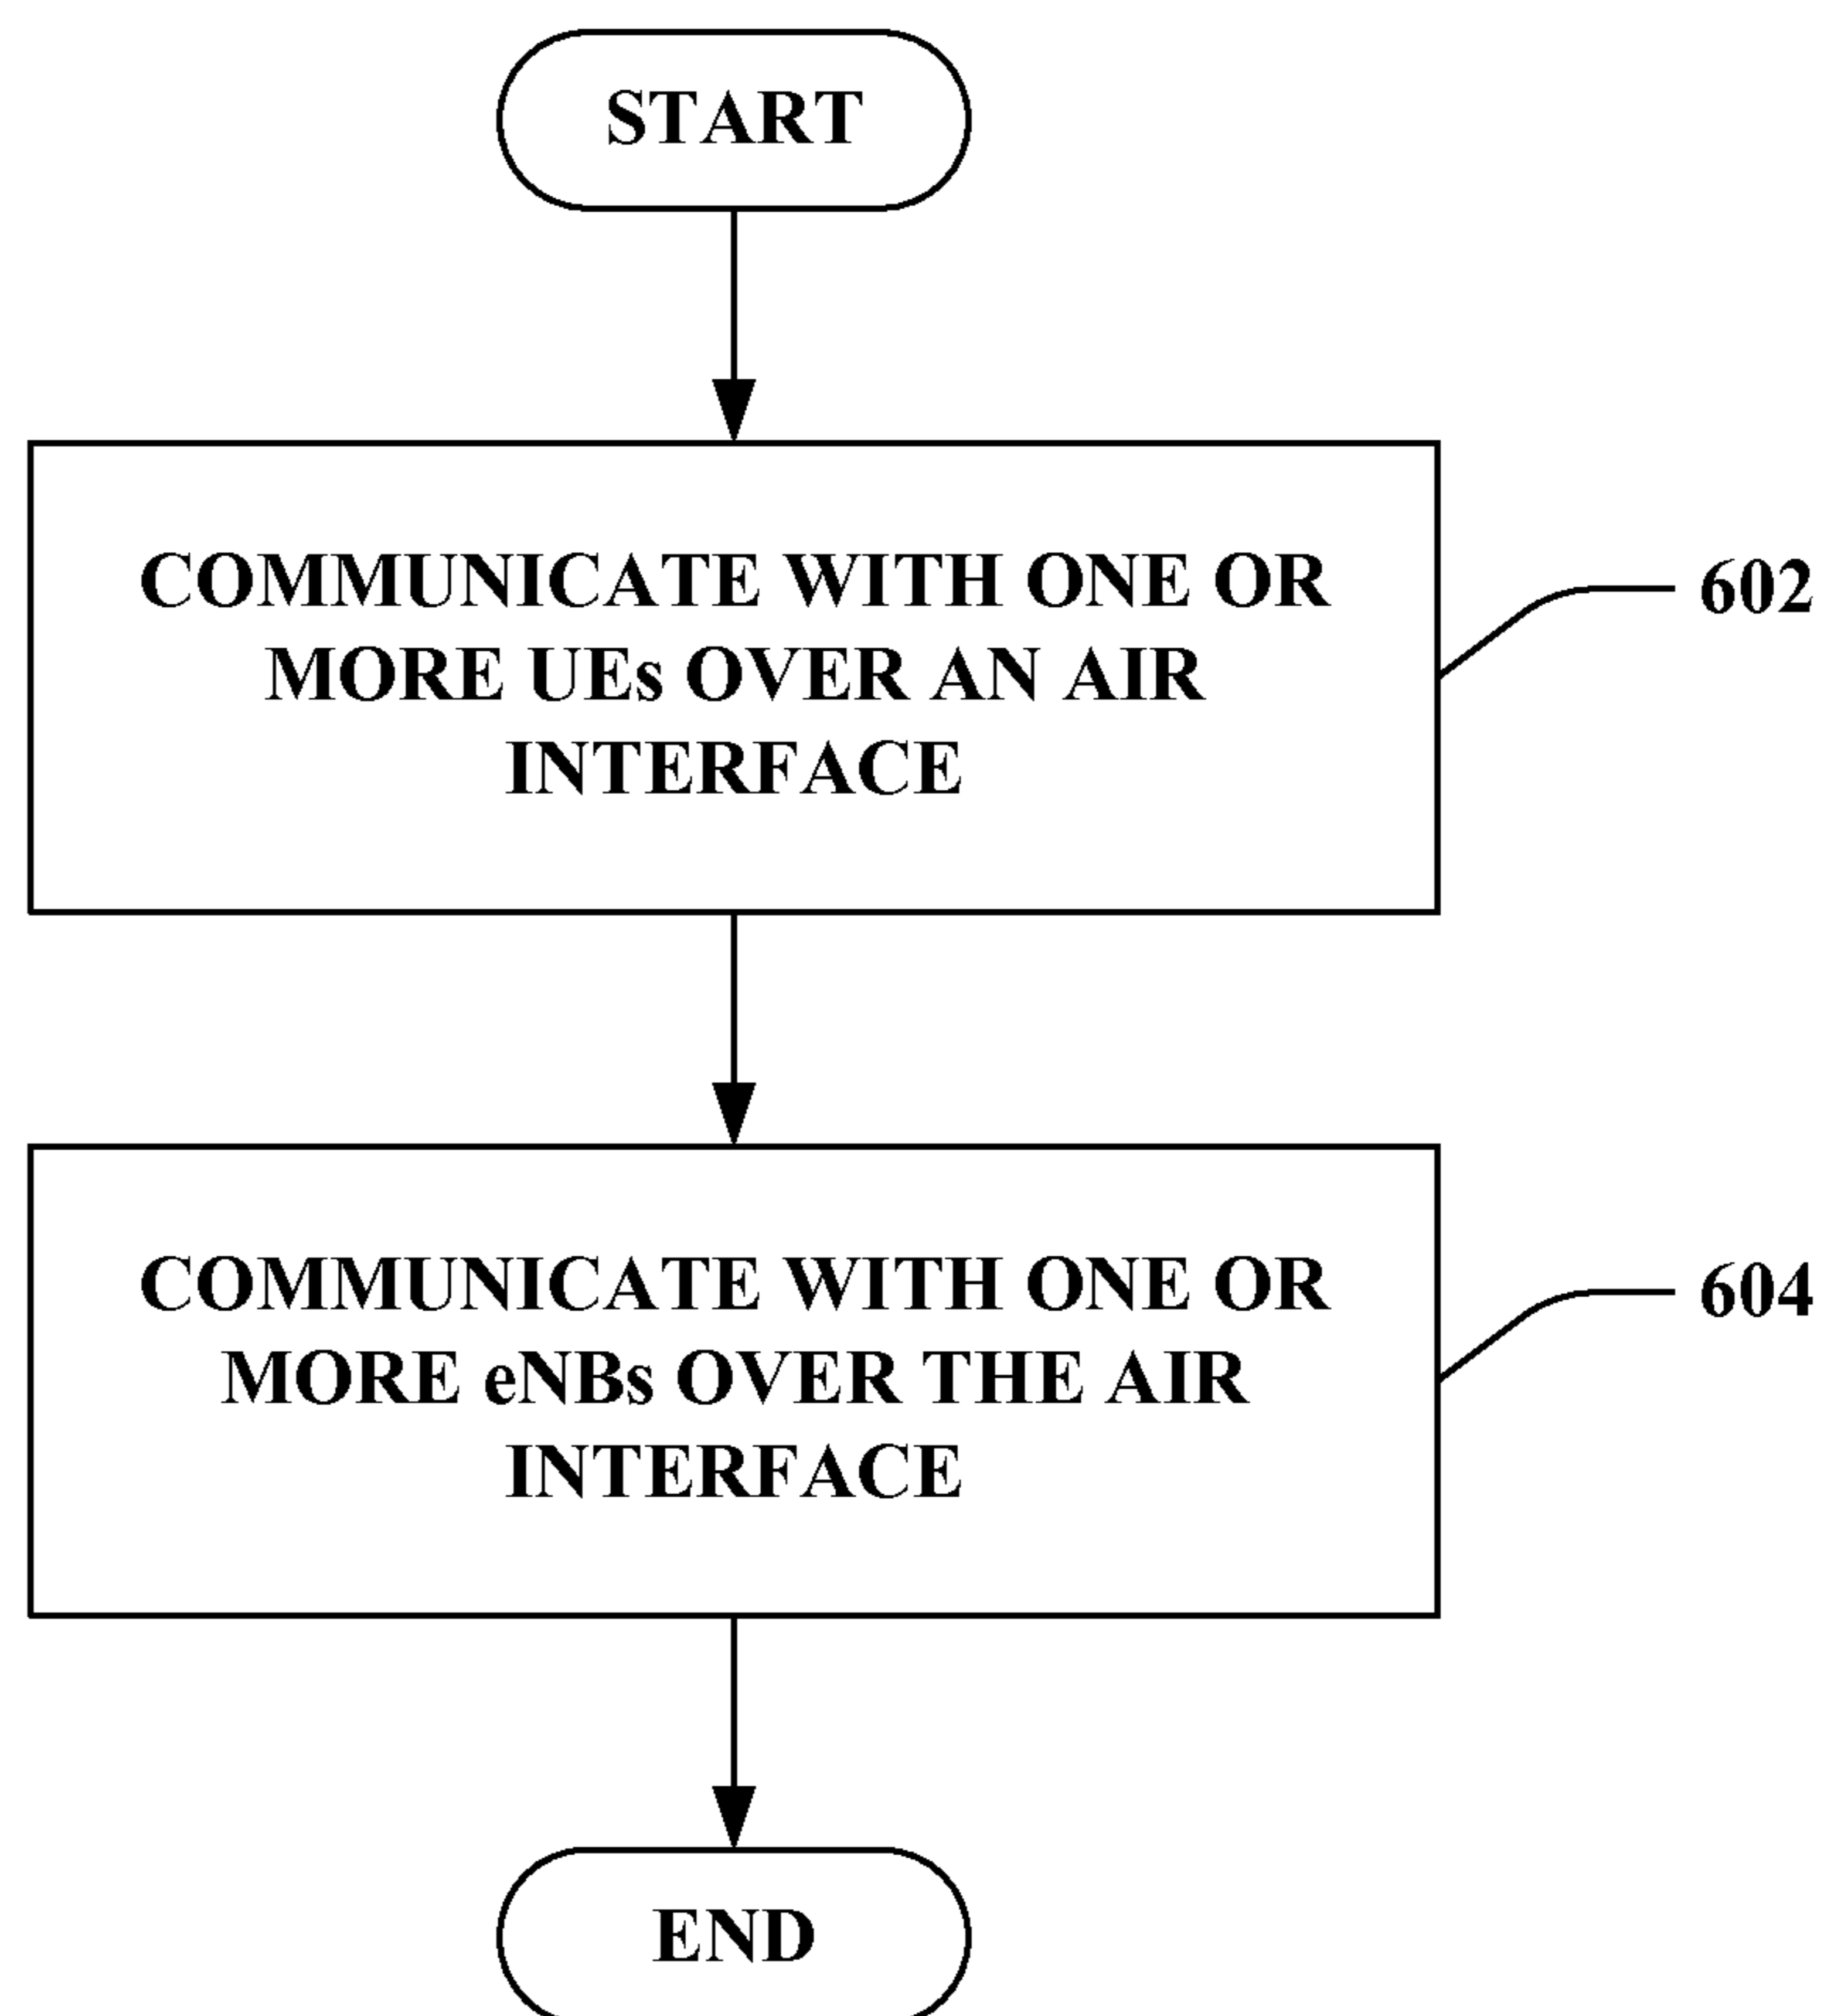 START
COMMUNICATE WITH ONE OR
MORE UEs OVER AN AIR
INTERFACE
602
COMMUNICATE WITH ONE OR
MORE eNBs OVER THE AIR
INTERFACE
604
END